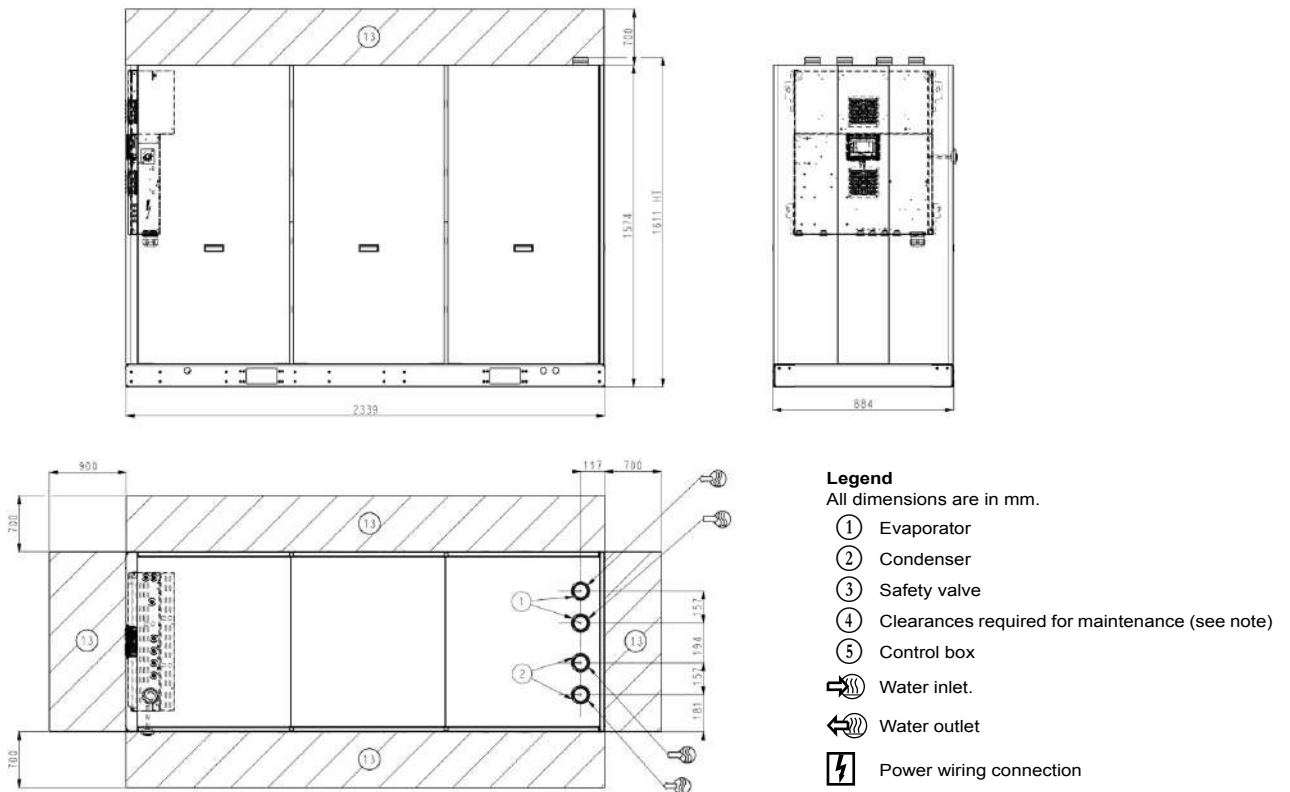 13
700
1574
1611 HT
2339
884
900
117
700
700
13
1
157
13
194
13
2
157
181
13
700
Legend
All dimensions are in mm.
1 Evaporator
2 Condenser
3 Safety valve
4 Clearances required for maintenance (see note)
5 Control box
Water inlet.
Water outlet
Power wiring connection